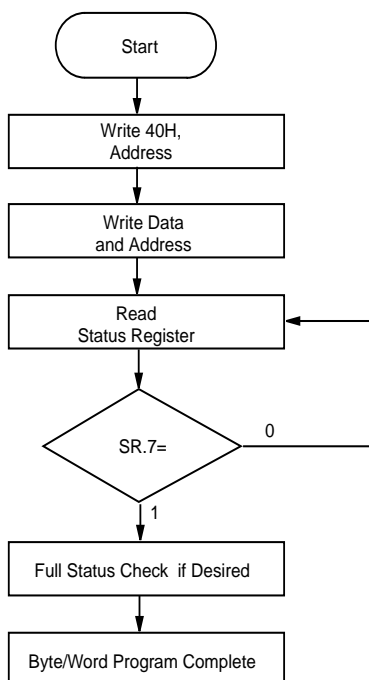 Start
Write 40H,
Address
Write Data
and Address
Read
Status Register
SR.7=
0
1
Full Status Check if Desired
Byte/Word Program Complete